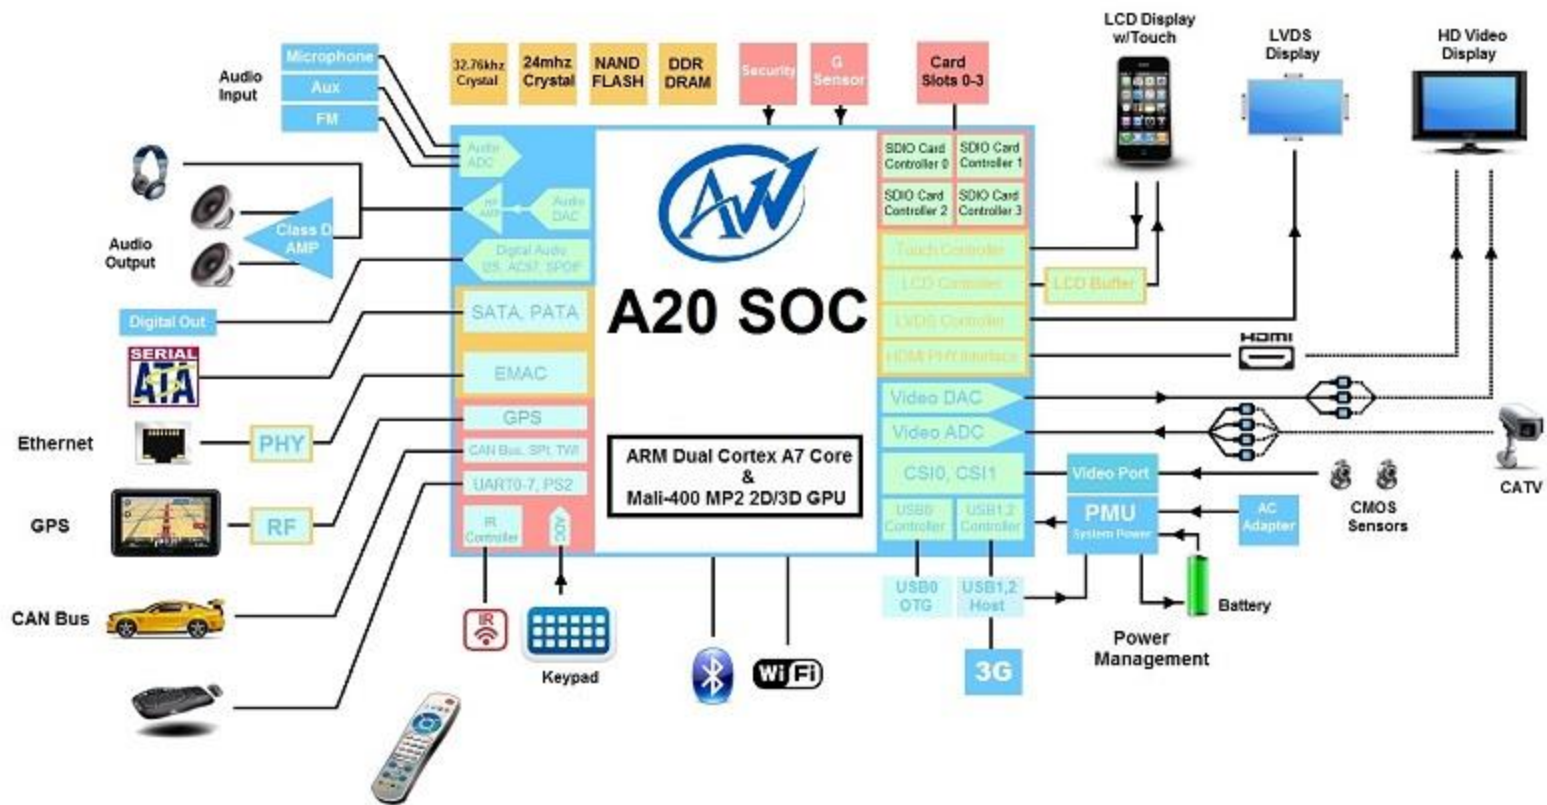 Audio
Input
Microphone
Aux
FM
32.76khz
Crystal
24mhz
Crystal
NAND
FLASH
DDR
DRAM
Security
G
Sensor
Card
Slots 0-3
LCD Display
w/Touch
LVDS
Display
HD Video
Display
Audio
ADC
HP
AMP
Audio
DAC
Class D
AMP
Audio
Output
Digital Audio
I2S, AC97, SPDIF
Digital Out
SATA, PATA
SERIAL
ATA
EMAC
Ethernet
PHY
GPS
GPS
RF
CAN Bus, SPI, TWI
UART0-7, PS2
IR
Controller
ADC
CAN Bus
IR
Keypad
AW
A20 SOC
ARM Dual Cortex A7 Core
&
Mali-400 MP2 2D/3D GPU
SDIO Card
Controller 0
SDIO Card
Controller 1
SDIO Card
Controller 2
SDIO Card
Controller 3
Touch Controller
LCD Controller
LCD Buffer
LVDS Controller
HDMI PHY Interface
HDMI
Video DAC
Video ADC
CSI0, CSI1
Video Port
CATV
CMOS
Sensors
USB0
Controller
USB1,2
Controller
PMU
System Power
AC
Adapter
USB0
OTG
USB1,2
Host
Battery
Power
Management
3G
WiFi